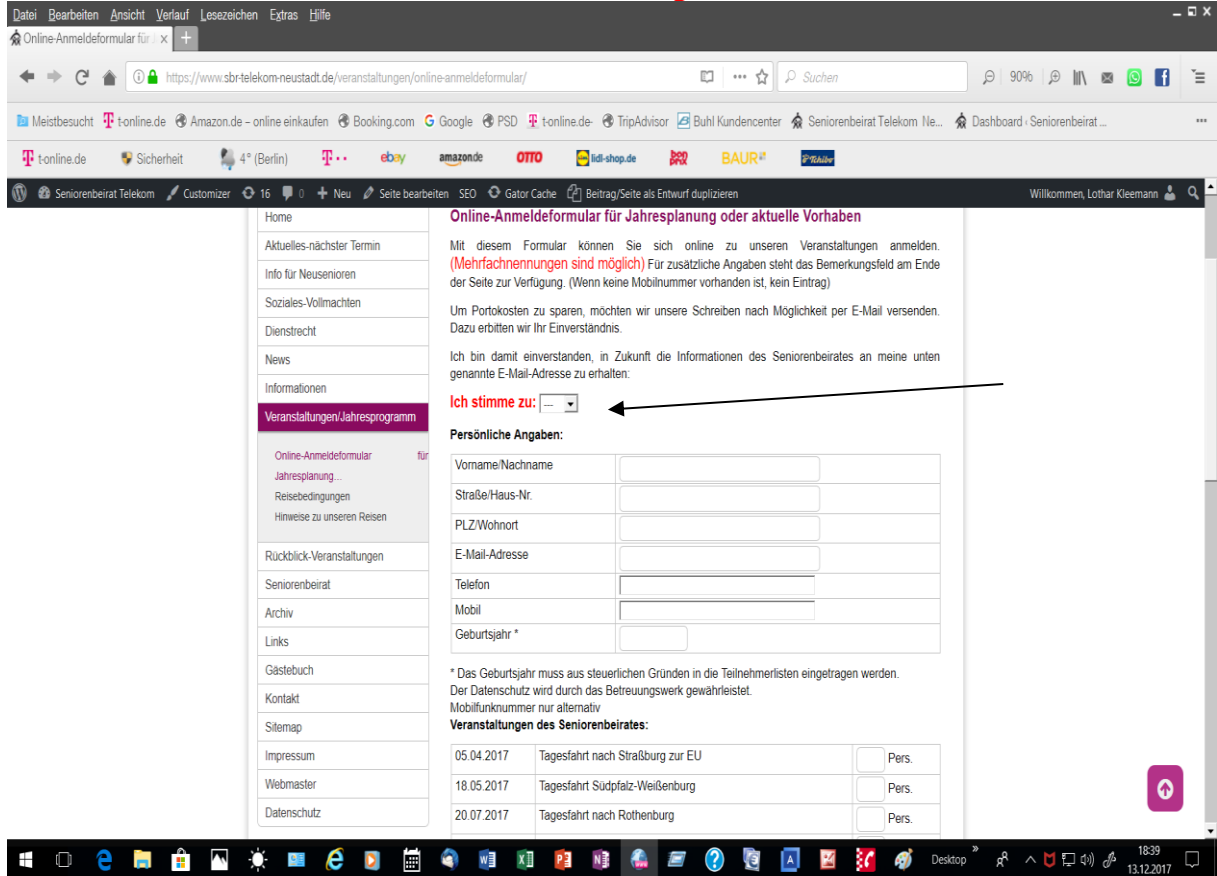 Datei Bearbeiten Ansicht Verlauf Lesezeichen Extras Hilfe
Online-Anmeldeformular für J
https://www.sbr-telekom-neustadt.de/veranstaltungen/online-anmeldeformular/
Suchen
90%
Meistbesucht t-online.de Amazon.de – online einkaufen Booking.com Google PSD t-online.de- TripAdvisor Buhl Kundencenter Seniorenbeirat Telekom Ne... Dashboard ‹ Seniorenbeirat ...
t-online.de Sicherheit 4° (Berlin) ebay amazon.de OTTO lidl-shop.de bon prix BAUR Tchibo
Seniorenbeirat Telekom Customizer 16 0 Neu Seite bearbeiten SEO Gator Cache Beitrag/Seite als Entwurf duplizieren Willkommen, Lothar Kleemann
Home
Aktuelles-nächster Termin
Info für Neusenioren
Soziales-Vollmachten
Dienstrecht
News
Informationen
Veranstaltungen/Jahresprogramm
Online-Anmeldeformular für
Jahresplanung...
Reisebedingungen
Hinweise zu unseren Reisen
Rückblick-Veranstaltungen
Seniorenbeirat
Archiv
Links
Gästebuch
Kontakt
Sitemap
Impressum
Webmaster
Datenschutz
Online-Anmeldeformular für Jahresplanung oder aktuelle Vorhaben
Mit diesem Formular können Sie sich online zu unseren Veranstaltungen anmelden.
(Mehrfachnennungen sind möglich) Für zusätzliche Angaben steht das Bemerkungsfeld am Ende
der Seite zur Verfügung. (Wenn keine Mobilnummer vorhanden ist, kein Eintrag)
Um Portokosten zu sparen, möchten wir unsere Schreiben nach Möglichkeit per E-Mail versenden.
Dazu erbitten wir Ihr Einverständnis.
Ich bin damit einverstanden, in Zukunft die Informationen des Seniorenbeirates an meine unten
genannte E-Mail-Adresse zu erhalten:
Ich stimme zu: ---
Persönliche Angaben:
Vorname/Nachname
Straße/Haus-Nr.
PLZ/Wohnort
E-Mail-Adresse
Telefon
Mobil
Geburtsjahr *
* Das Geburtsjahr muss aus steuerlichen Gründen in die Teilnehmerlisten eingetragen werden.
Der Datenschutz wird durch das Betreuungswerk gewährleistet.
Mobilfunknummer nur alternativ
Veranstaltungen des Seniorenbeirates:
05.04.2017 Tagesfahrt nach Straßburg zur EU Pers.
18.05.2017 Tagesfahrt Südpfalz-Weißenburg Pers.
20.07.2017 Tagesfahrt nach Rothenburg Pers.
Desktop
18:39
13.12.2017